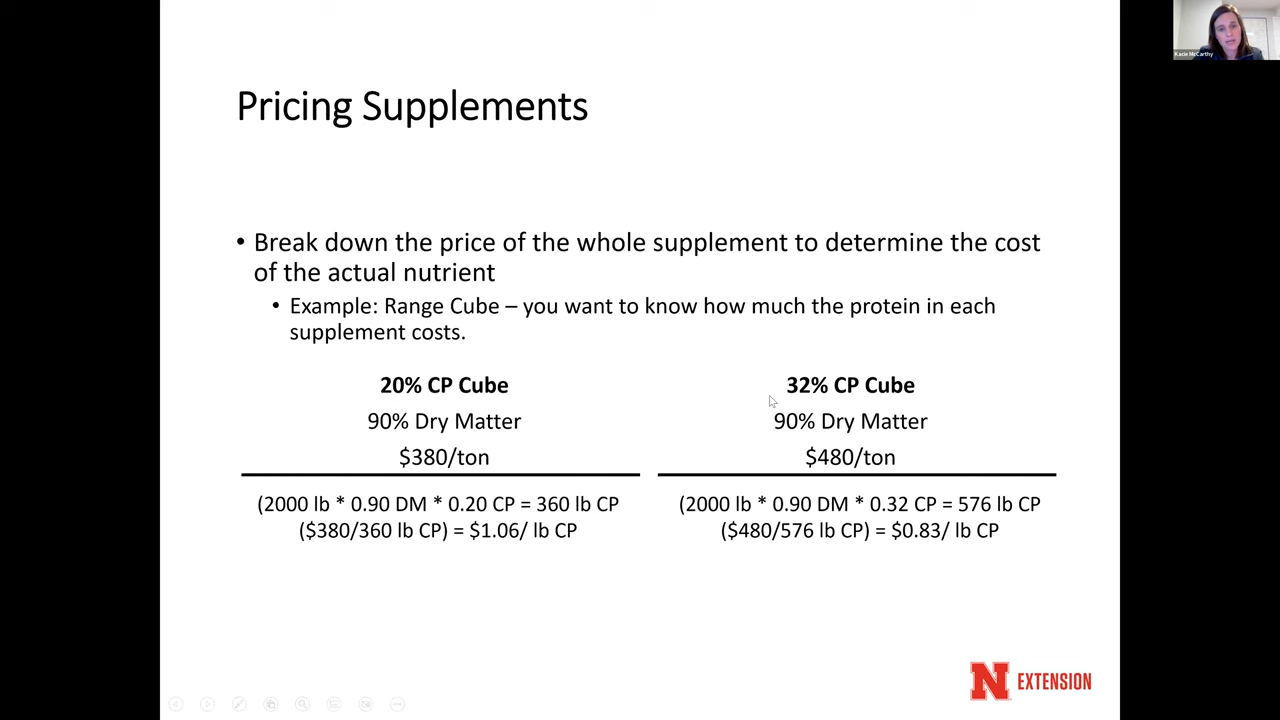 Kacie McCarthy
Pricing Supplements
• Break down the price of the whole supplement to determine the cost
of the actual nutrient
• Example: Range Cube – you want to know how much the protein in each
supplement costs.
20% CP Cube
90% Dry Matter
$380/ton
(2000 lb * 0.90 DM * 0.20 CP = 360 lb CP
($380/360 lb CP) = $1.06/ lb CP
32% CP Cube
90% Dry Matter
$480/ton
(2000 lb * 0.90 DM * 0.32 CP = 576 lb CP
($480/576 lb CP) = $0.83/ lb CP
N EXTENSION